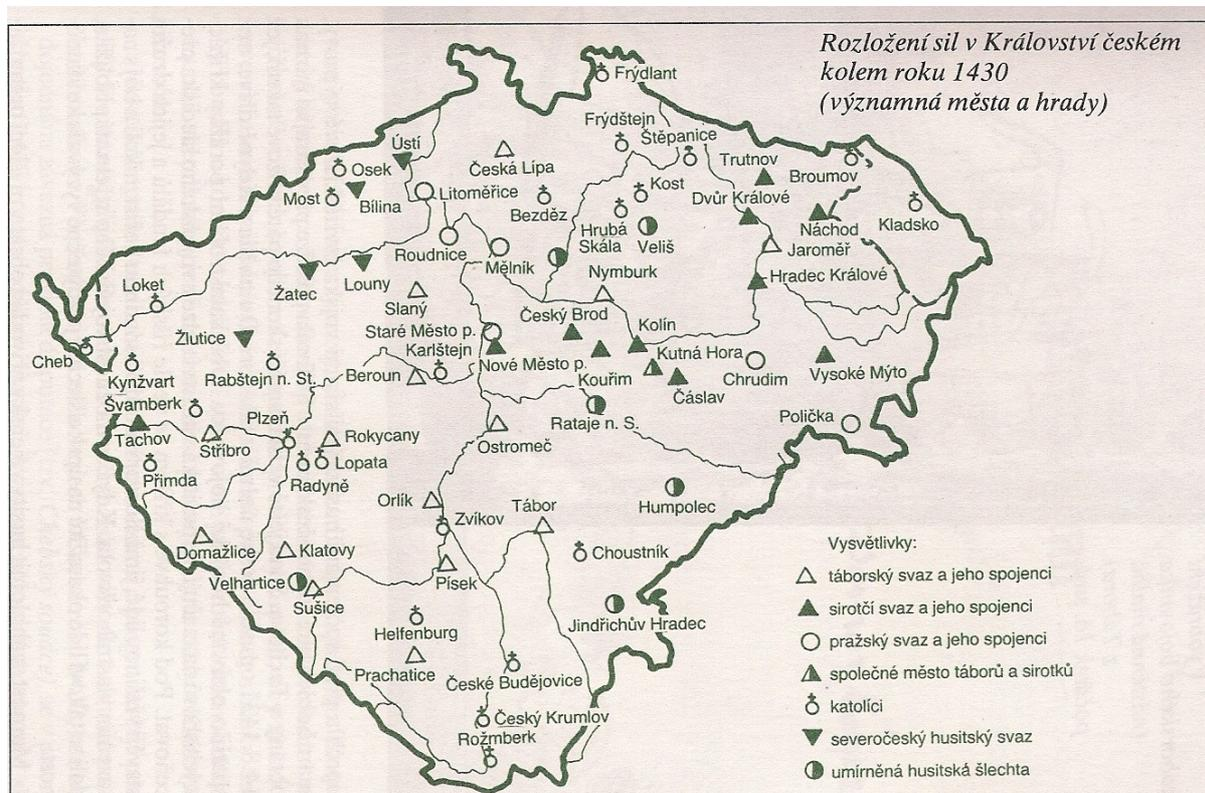 Rozložení sil v Království českém
kolem roku 1430
(významná města a hrady)
Frýdlant
Frýdštejn
Štěpanice
Ústí
Osek
Česká Lípa
Trutnov
Broumov
Most
Bílina
Litoměřice
Bezděz
Kost
Dvůr Králové
Kladsko
Hrubá
Skála
Veliš
Náchod
Jaroměř
Roudnice
Mělník
Loket
Žatec
Louny
Slaný
Nymburk
Hradec Králové
Žlutice
Staré Město p.
Český Brod
Kolín
Cheb
Kynžvart
Rabštejn n. St.
Beroun
Karlštejn
Nové Město p.
Kouřim
Kutná Hora
Chrudim
Vysoké Mýto
Čáslav
Švamberk
Tachov
Stříbro
Plzeň
Rokycany
Ostromeč
Rataje n. S.
Polička
Přimda
Radyně
Lopata
Orlík
Zvíkov
Tábor
Humpolec
Domažlice
Klatovy
Choustník
Velhartice
Sušice
Písek
Jindřichův Hradec
Helfenburg
Prachatice
České Budějovice
Český Krumlov
Rožmberk
Vysvětlivky:
táborský svaz a jeho spojenci
sirotčí svaz a jeho spojenci
pražský svaz a jeho spojenci
společné město táborů a sirotků
katolíci
severočeský husitský svaz
umírněná husitská šlechta